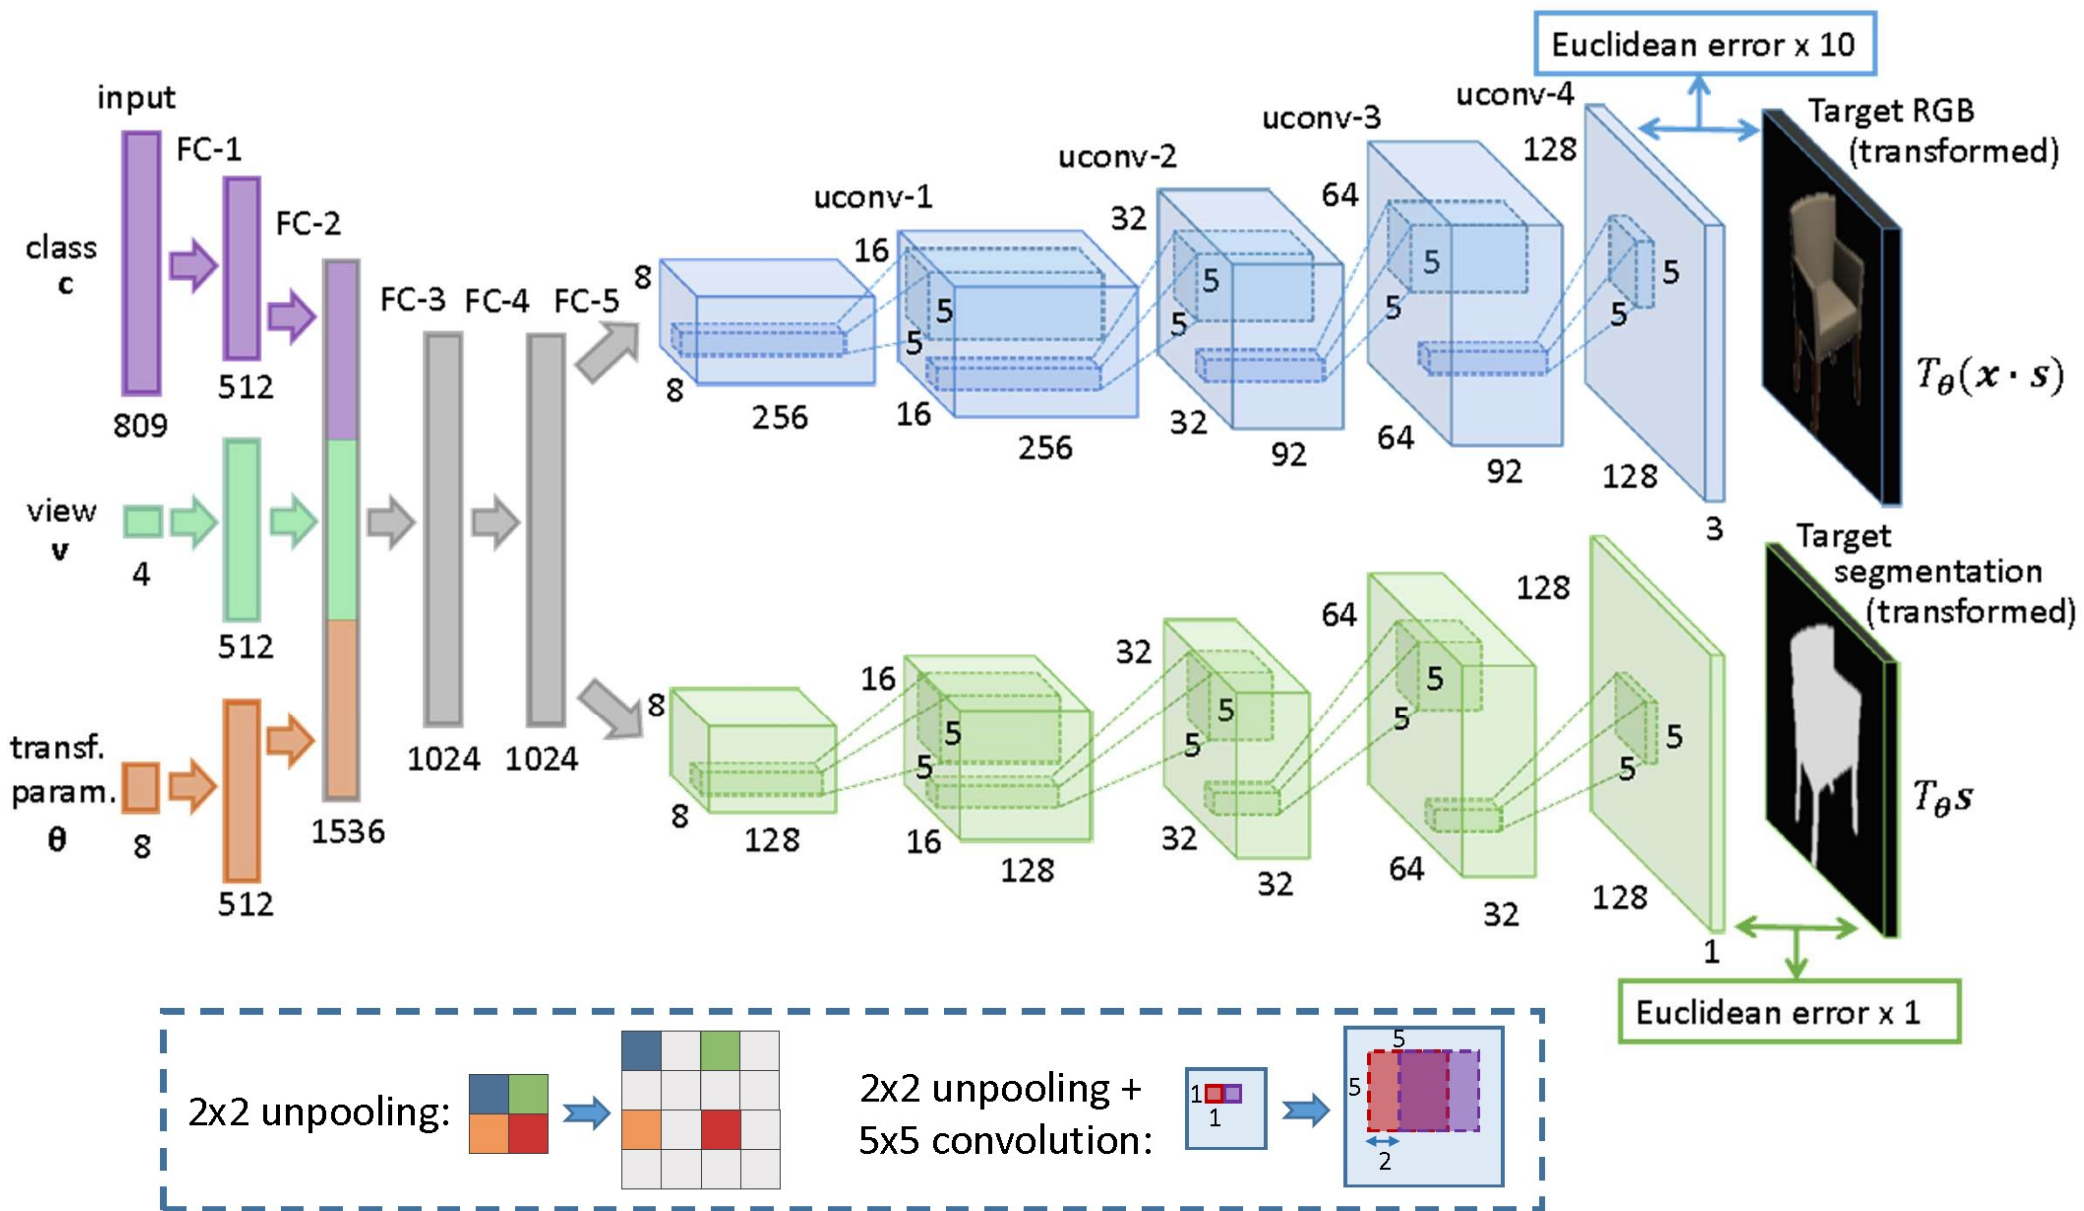 input
class
c
809
view
v
4
transf.
param.
θ
8
FC-1
512
512
512
FC-2
1536
FC-3
1024
FC-4
1024
FC-5
8
8
256
uconv-1
16
5
5
16
256
uconv-2
32
5
5
32
92
uconv-3
64
5
5
64
92
uconv-4
128
5
5
128
3
Euclidean error x 10
Target RGB
(transformed)
T_θ(x · s)
8
8
128
16
5
5
16
128
32
5
5
32
32
64
5
5
64
32
128
5
5
128
1
Target
segmentation
(transformed)
T_θ s
Euclidean error x 1
2x2 unpooling:
2x2 unpooling +
5x5 convolution:
1
1
5
5
2